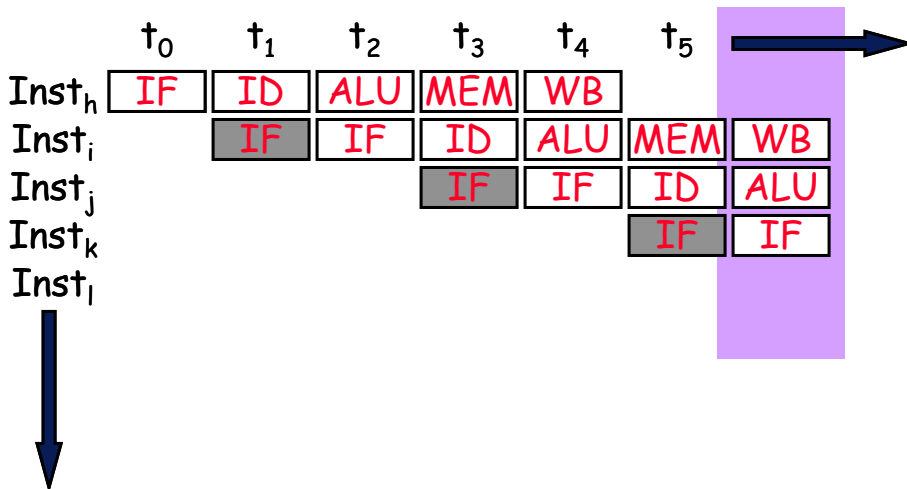 t₀ t₁ t₂ t₃ t₄ t₅
Instₕ IF ID ALU MEM WB
Instᵢ IF IF ID ALU MEM WB
Instⱼ IF IF ID ALU
Instₖ IF IF
Instₗ